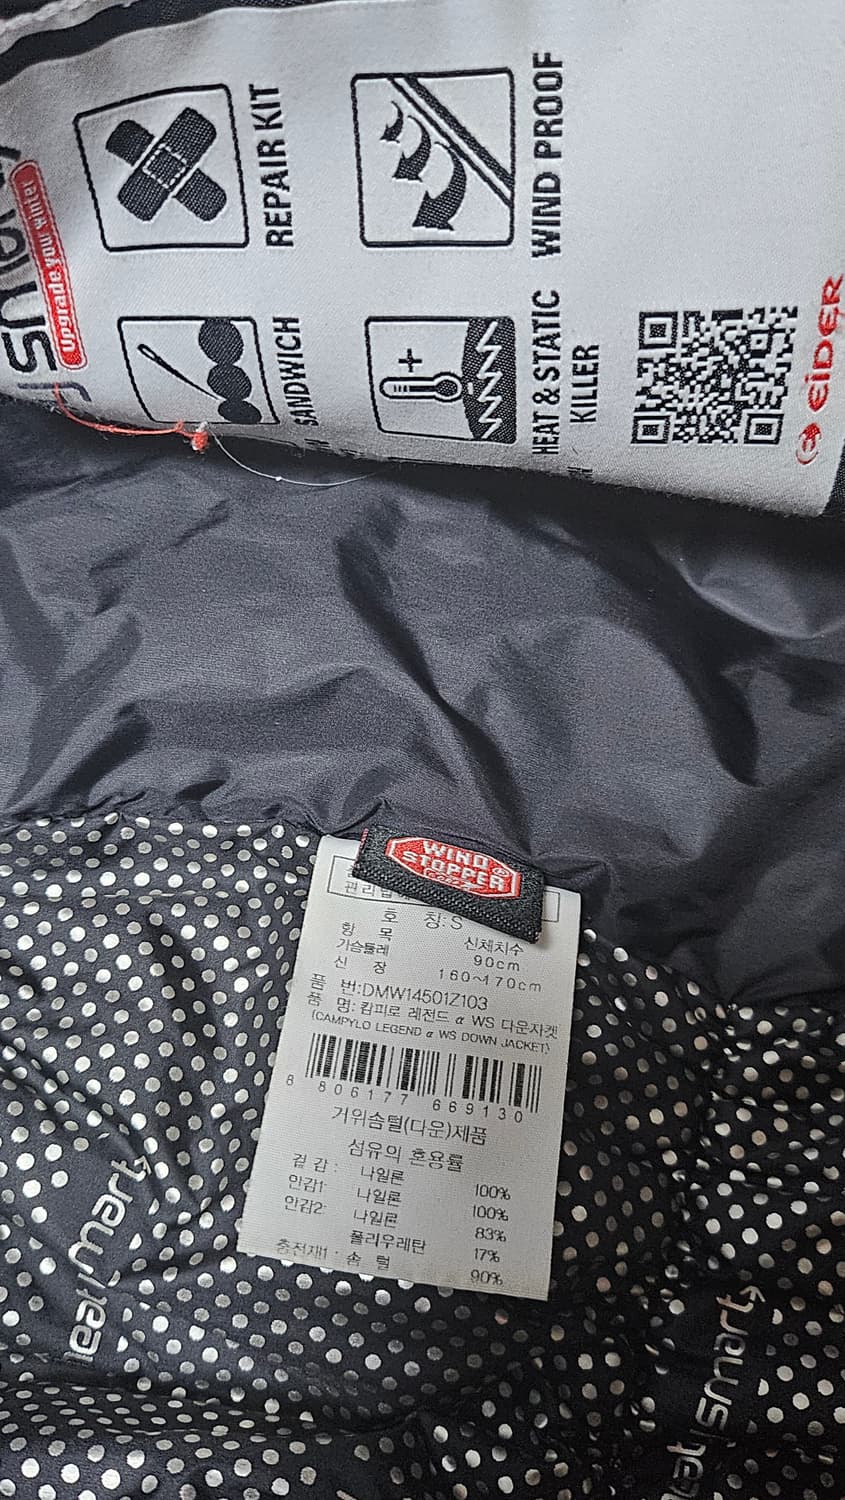 Upgrade your winter
REPAIR KIT
WIND PROOF
SANDWICH
HEAT & STATIC
KILLER
EiDER
WIND
STOPPER®
호 칭:S
항 목 신체치수
가슴둘레 90cm
신 장 160~170cm
품 번:DMW14501Z103
품 명: 캄피로 레전드 α WS 다운자켓
(CAMPYLO LEGEND α WS DOWN JACKET)
8 806177 669130
거위솜털(다운)제품
섬유의 혼용률
겉감: 나일론 100%
안감1: 나일론 100%
안감2: 나일론 83%
폴리우레탄 17%
충전재1: 솜털 90%
smart
smart